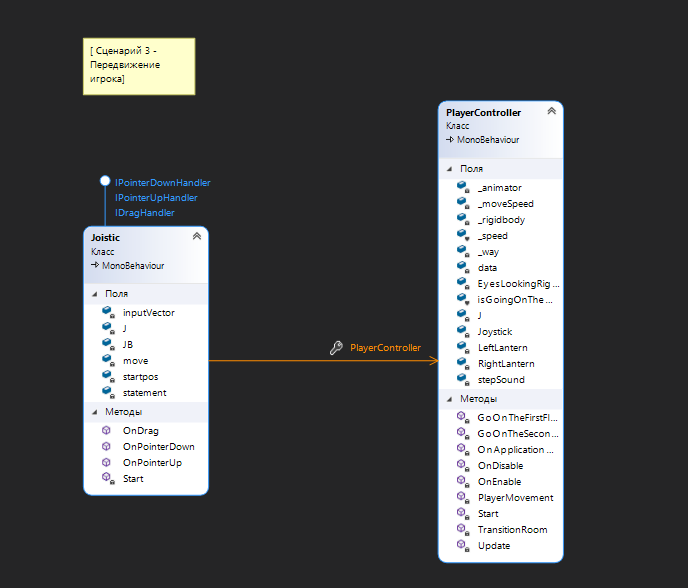 [ Сценарий 3 -
Передвижение
игрока]
IPointerDownHandler
IPointerUpHandler
IDragHandler
Joistic
Класс
MonoBehaviour
Поля
inputVector
J
JB
move
startpos
statement
Методы
OnDrag
OnPointerDown
OnPointerUp
Start
PlayerController
PlayerController
Класс
MonoBehaviour
Поля
_animator
_moveSpeed
_rigidbody
_speed
_way
data
EyesLookingRig...
isGoingOnThe ...
J
Joystick
LeftLantern
RightLantern
stepSound
Методы
GoOnTheFirstFl...
GoOnTheSecon...
OnApplication ...
OnDisable
OnEnable
PlayerMovement
Start
TransitionRoom
Update